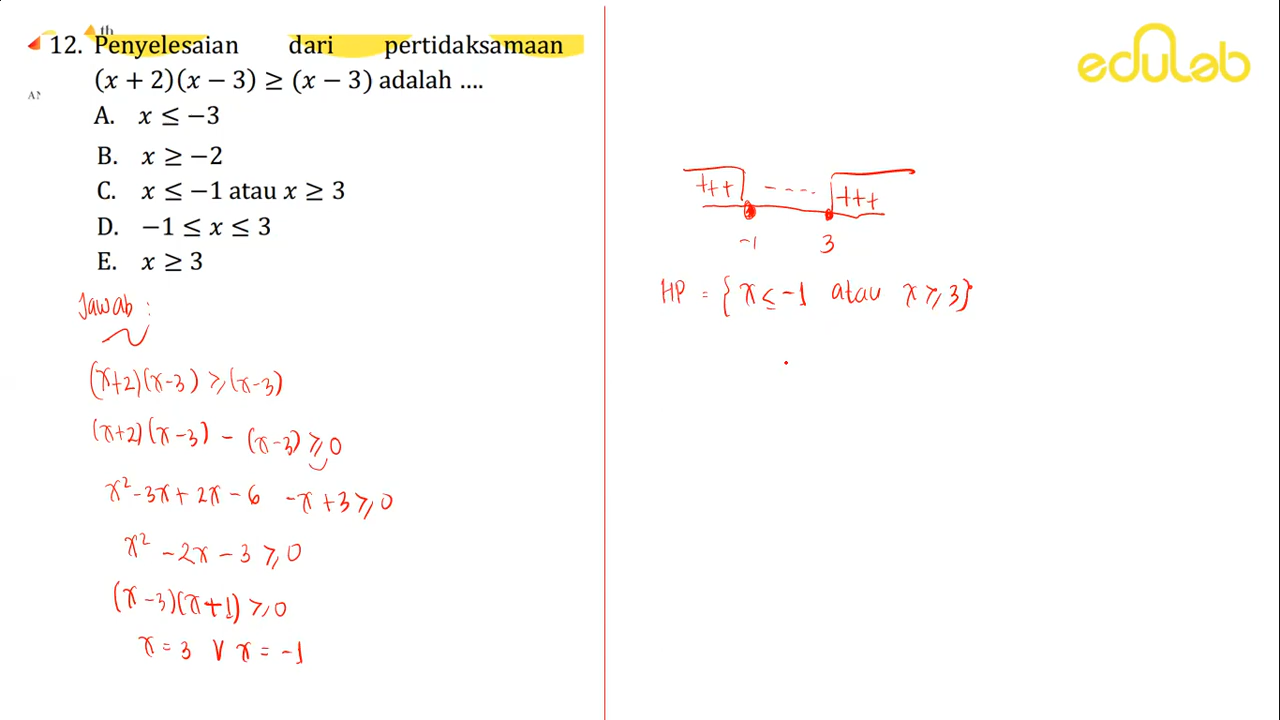 12. Penyelesaian dari pertidaksamaan
(x + 2)(x − 3) ≥ (x − 3) adalah ....
A. x ≤ −3
B. x ≥ −2
C. x ≤ −1 atau x ≥ 3
D. −1 ≤ x ≤ 3
E. x ≥ 3
Jawab :
(x+2)(x-3) ≥ (x-3)
(x+2)(x-3) - (x-3) ≥ 0
x² - 3x + 2x - 6 - x + 3 ≥ 0
x² - 2x - 3 ≥ 0
(x-3)(x+1) ≥ 0
x = 3 V x = -1
edulab
+++ ---- +++
-1 3
HP = {x ≤ -1 atau x ≥ 3}